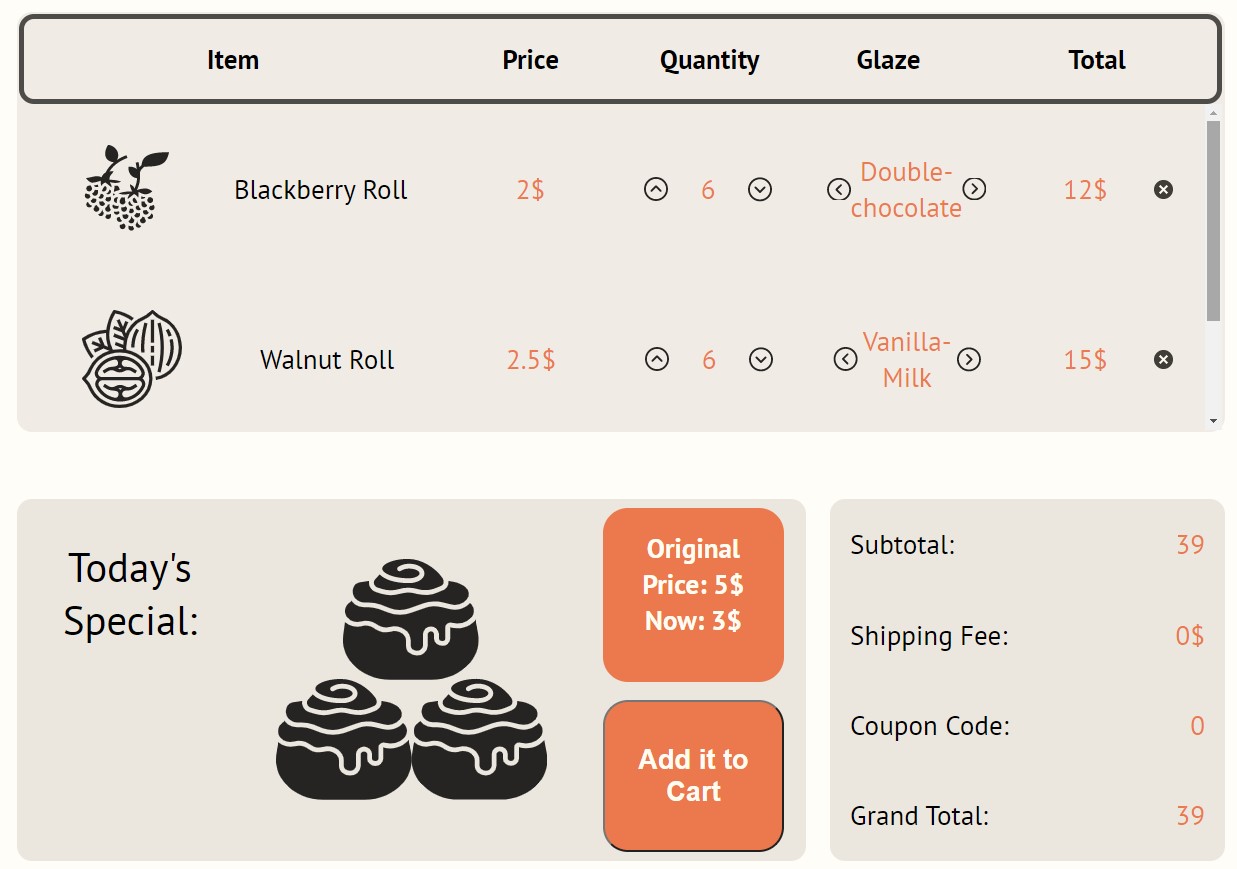 Item Price Quantity Glaze Total
Blackberry Roll 2$ 6 Double-
chocolate 12$
Walnut Roll 2.5$ 6 Vanilla-
Milk 15$
Today's
Special:
Original
Price: 5$
Now: 3$
Add it to
Cart
Subtotal: 39
Shipping Fee: 0$
Coupon Code: 0
Grand Total: 39